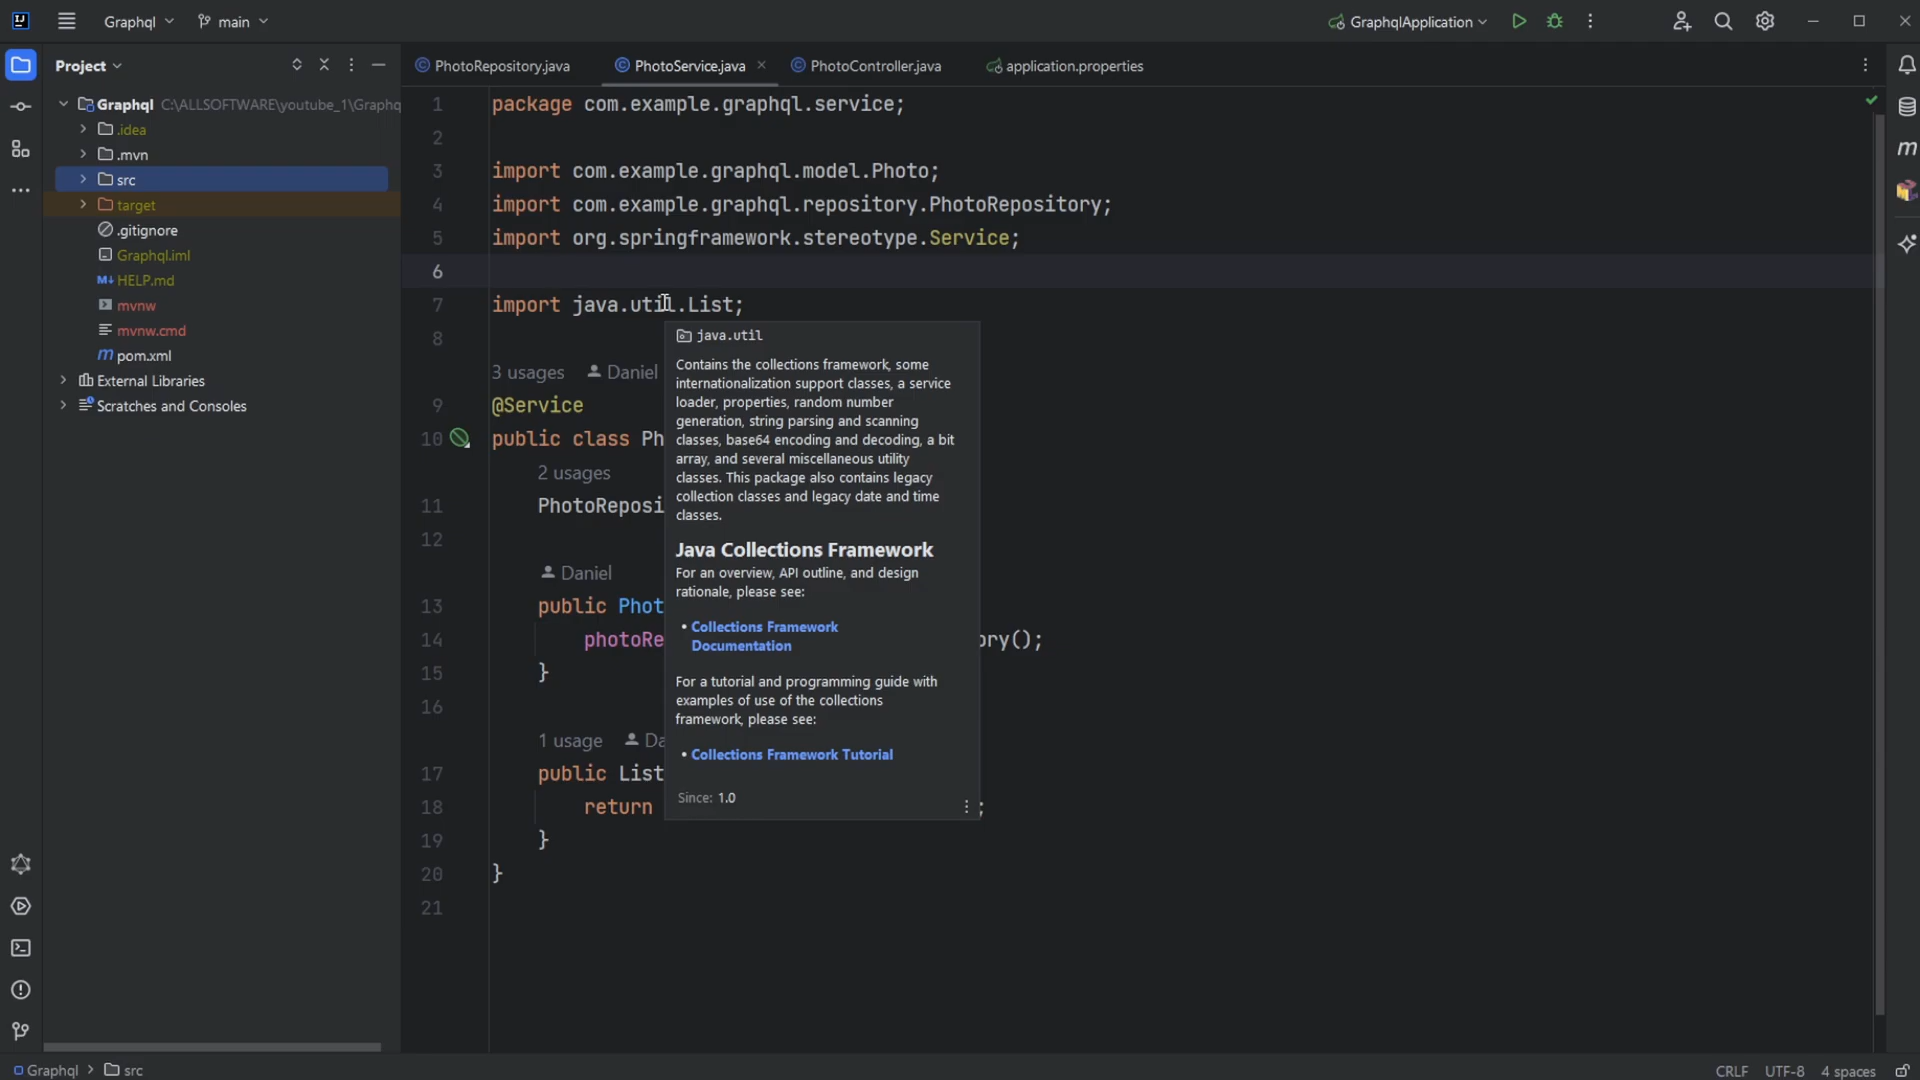 Graphql
main
GraphqlApplication
Project
PhotoRepository.java
PhotoService.java
PhotoController.java
application.properties
Graphql C:\ALLSOFTWARE\youtube_1\Graphq
.idea
.mvn
src
target
.gitignore
Graphql.iml
HELP.md
mvnw
mvnw.cmd
pom.xml
External Libraries
Scratches and Consoles
1 package com.example.graphql.service;
2
3 import com.example.graphql.model.Photo;
4 import com.example.graphql.repository.PhotoRepository;
5 import org.springframework.stereotype.Service;
6
7 import java.util.List;
8
3 usages Daniel
9 @Service
10 public class Ph
2 usages
11 PhotoReposi
12
Daniel
13 public Phot
14 photoRe ory();
15 }
16
1 usage Da
17 public List
18 return ;
19 }
20 }
21
java.util
Contains the collections framework, some
internationalization support classes, a service
loader, properties, random number
generation, string parsing and scanning
classes, base64 encoding and decoding, a bit
array, and several miscellaneous utility
classes. This package also contains legacy
collection classes and legacy date and time
classes.
Java Collections Framework
For an overview, API outline, and design
rationale, please see:
• Collections Framework
Documentation
For a tutorial and programming guide with
examples of use of the collections
framework, please see:
• Collections Framework Tutorial
Since: 1.0
Graphql > src
CRLF UTF-8 4 spaces